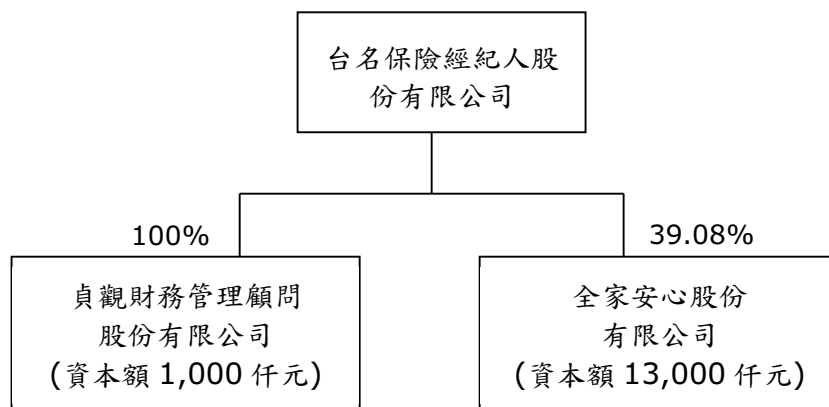 台名保險經紀人股
份有限公司
100%
39.08%
貞觀財務管理顧問
股份有限公司
(資本額 1,000 仟元)
全家安心股份
有限公司
(資本額 13,000 仟元)